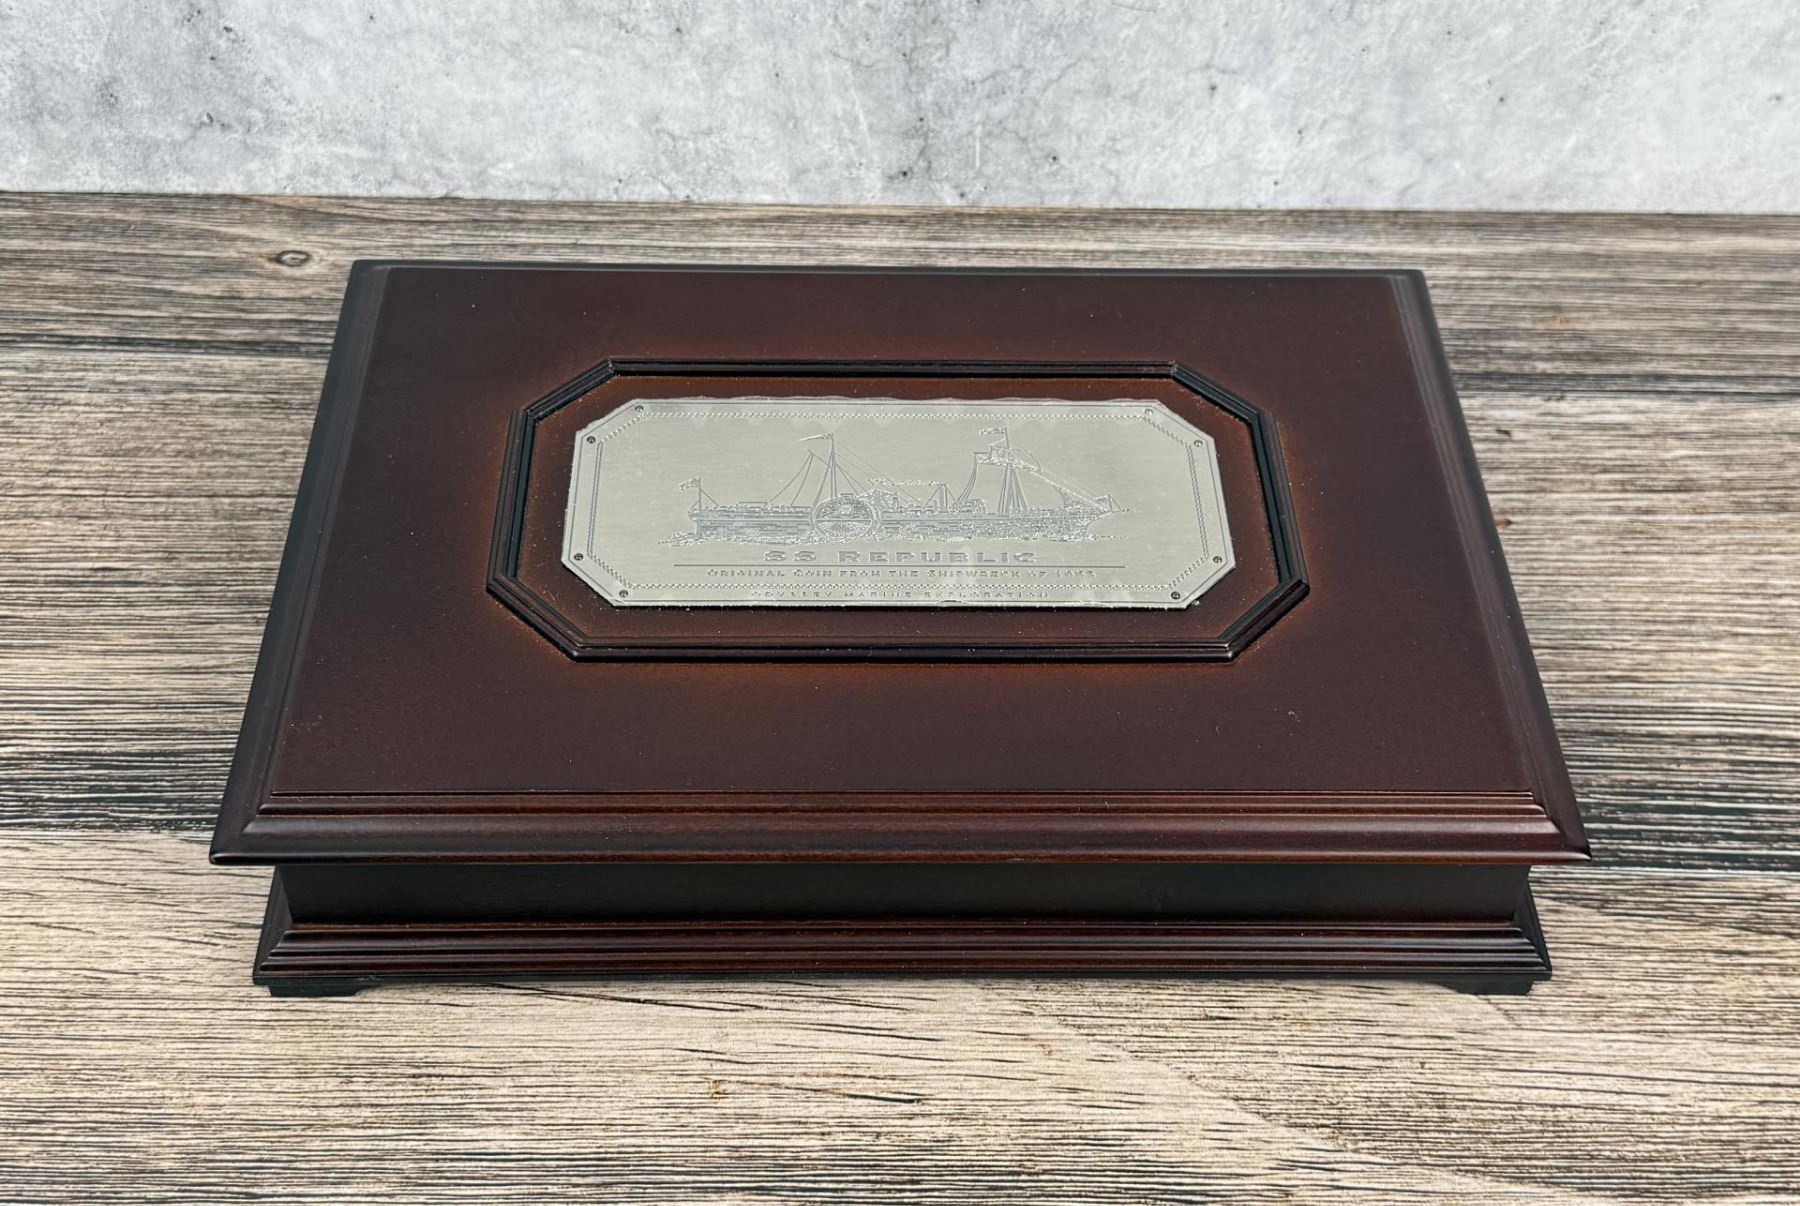 SS REPUBLIC
ORIGINAL COIN FROM THE SHIPWRECK OF 1865
ODYSSEY MARINE EXPLORATION